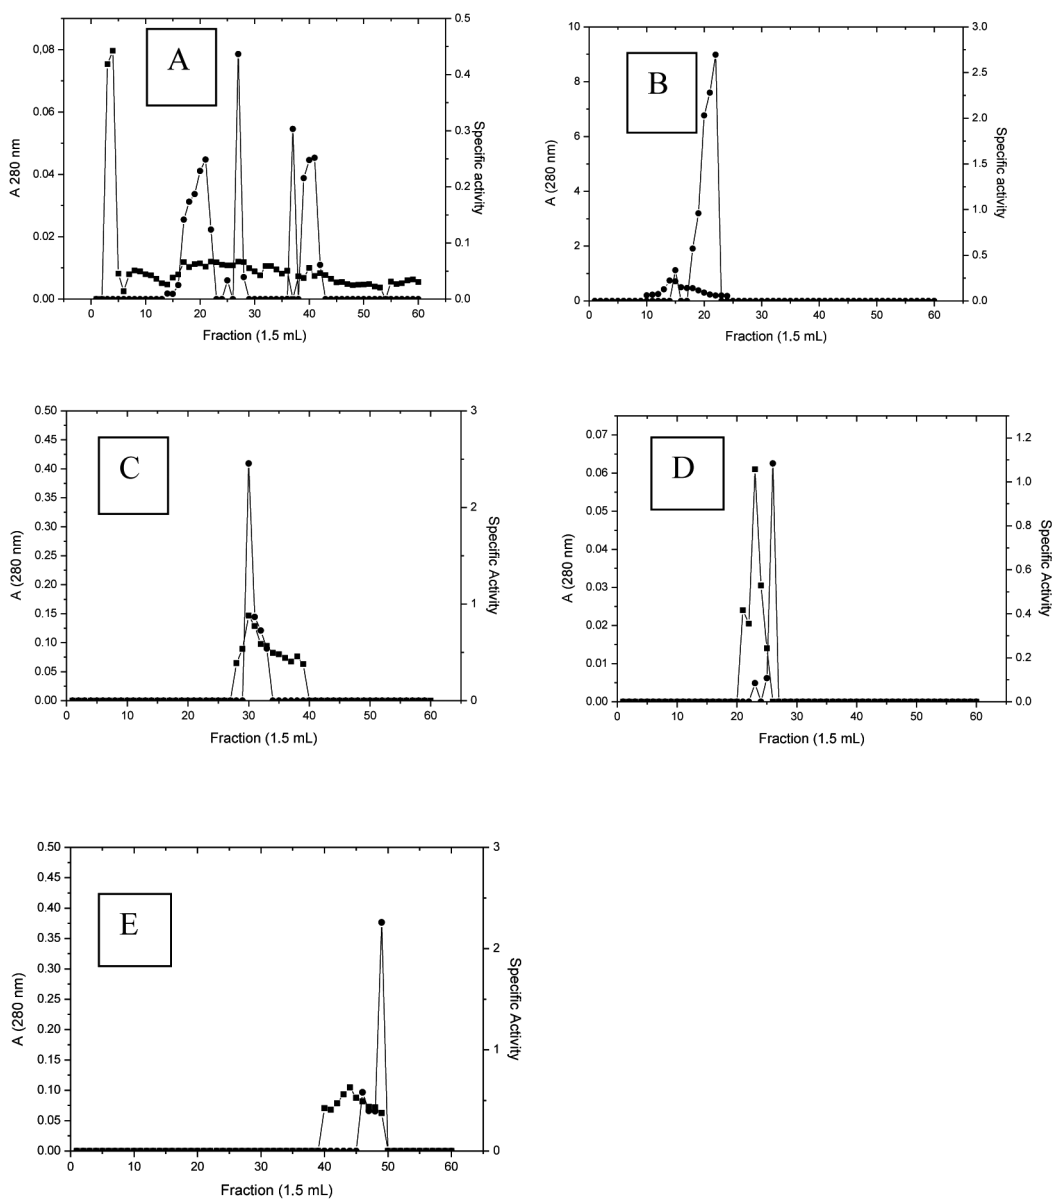 A
0,08
0.06
0.04
0.02
0.00
A 280 nm
0.5
0.4
0.3
0.2
0.1
0.0
Specific activity
0 10 20 30 40 50 60
Fraction (1.5 mL)
B
10
8
6
4
2
0
A (280 nm)
3.0
2.5
2.0
1.5
1.0
0.5
0.0
Specific activity
0 10 20 30 40 50 60
Fraction (1.5 mL)
C
0.50
0.45
0.40
0.35
0.30
0.25
0.20
0.15
0.10
0.05
0.00
A (280 nm)
3
2
1
0
Specific Activity
0 10 20 30 40 50 60
Fraction (1.5 mL)
D
0.07
0.06
0.05
0.04
0.03
0.02
0.01
0.00
A (280 nm)
1.2
1.0
0.8
0.6
0.4
0.2
0.0
Specific Activity
0 10 20 30 40 50 60
Fraction (1.5 mL)
E
0.50
0.45
0.40
0.35
0.30
0.25
0.20
0.15
0.10
0.05
0.00
A (280 nm)
3
2
1
0
Specific Activity
0 10 20 30 40 50 60
Fraction (1.5 mL)